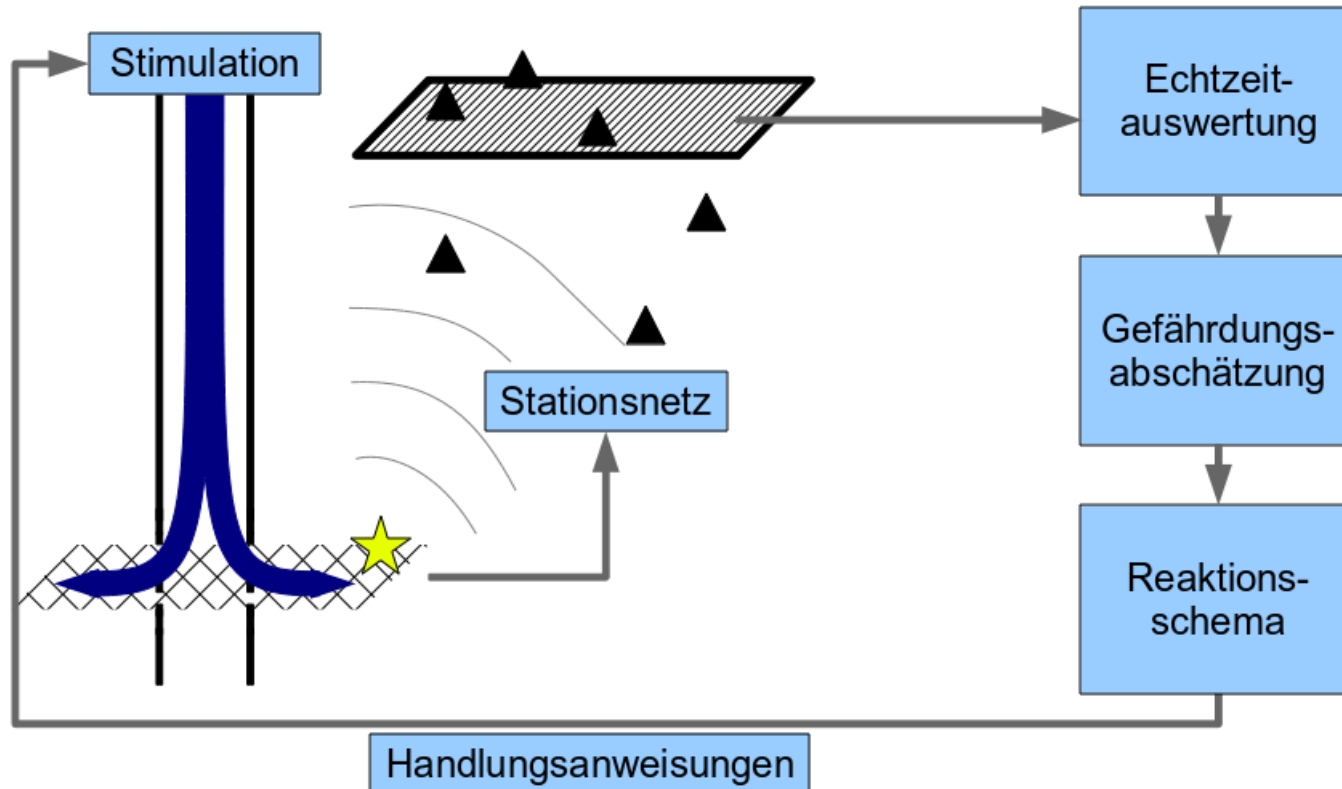 Stimulation
Echtzeit-
auswertung
Gefährdungs-
abschätzung
Stationsnetz
Reaktions-
schema
Handlungsanweisungen